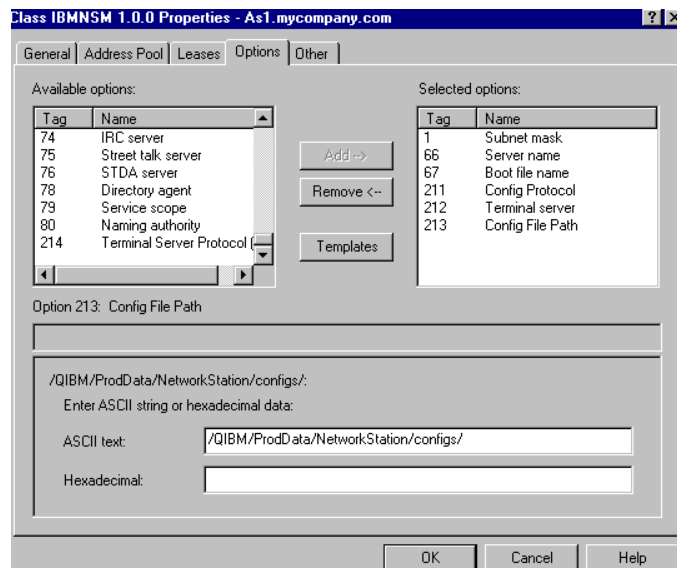 Class IBMNSM 1.0.0 Properties - As1.mycompany.com
General Address Pool Leases Options Other
Available options:
Tag Name
74 IRC server
75 Street talk server
76 STDA server
78 Directory agent
79 Service scope
80 Naming authority
214 Terminal Server Protocol (
Add -->
Remove <--
Templates
Selected options:
Tag Name
1 Subnet mask
66 Server name
67 Boot file name
211 Config Protocol
212 Terminal server
213 Config File Path
Option 213: Config File Path
/QIBM/ProdData/NetworkStation/configs/:
Enter ASCII string or hexadecimal data:
ASCII text: /QIBM/ProdData/NetworkStation/configs/
Hexadecimal:
OK Cancel Help